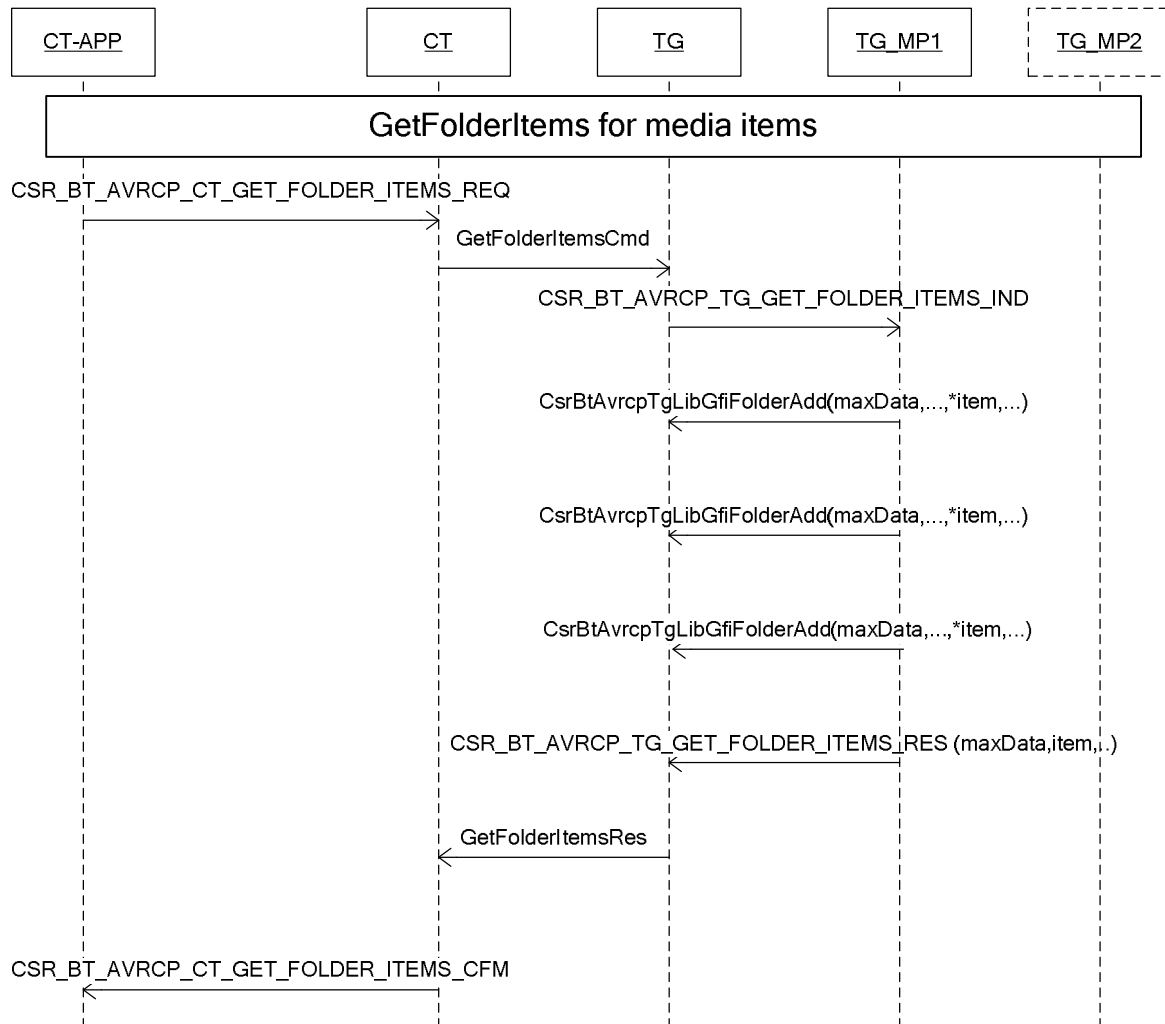 CT-APP
CT
TG
TG_MP1
TG_MP2
GetFolderItems for media items
CSR_BT_AVRCP_CT_GET_FOLDER_ITEMS_REQ
GetFolderItemsCmd
CSR_BT_AVRCP_TG_GET_FOLDER_ITEMS_IND
CsrBtAvrcpTgLibGfiFolderAdd(maxData,...,*item,...)
CsrBtAvrcpTgLibGfiFolderAdd(maxData,...,*item,...)
CsrBtAvrcpTgLibGfiFolderAdd(maxData,...,*item,...)
CSR_BT_AVRCP_TG_GET_FOLDER_ITEMS_RES (maxData,item,..)
GetFolderItemsRes
CSR_BT_AVRCP_CT_GET_FOLDER_ITEMS_CFM